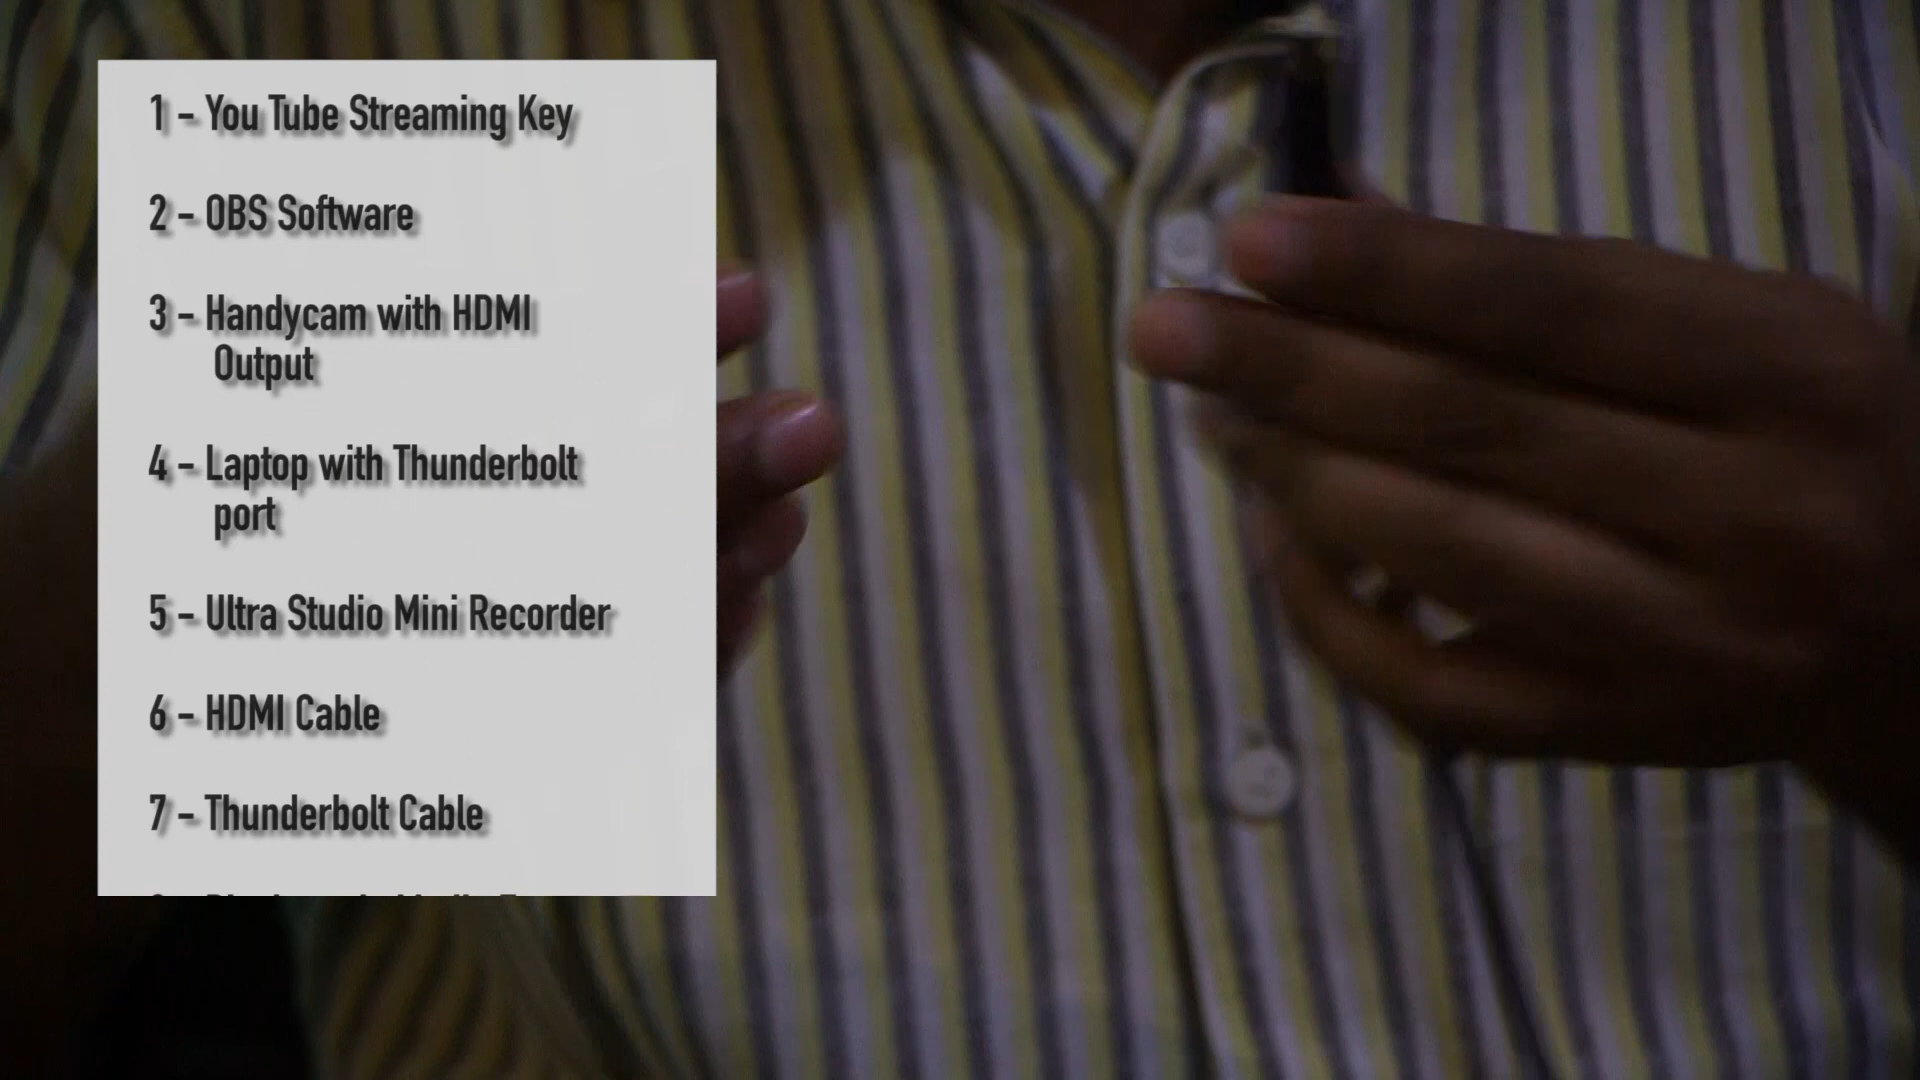 1 - You Tube Streaming Key
2 - OBS Software
3 - Handycam with HDMI
Output
4 - Laptop with Thunderbolt
port
5 - Ultra Studio Mini Recorder
6 - HDMI Cable
7 - Thunderbolt Cable